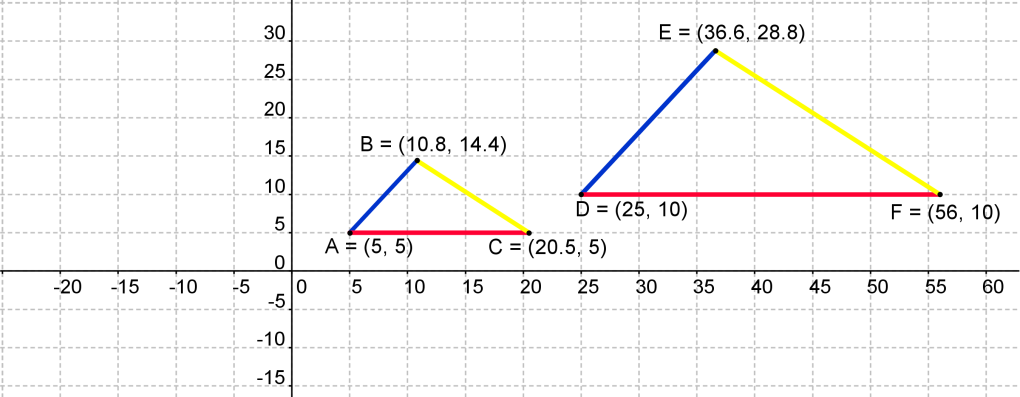 E = (36.6, 28.8)
30
25
20
B = (10.8, 14.4)
15
10
D = (25, 10)
F = (56, 10)
5
A = (5, 5)
C = (20.5, 5)
0
-20 -15 -10 -5 0 5 10 15 20 25 30 35 40 45 50 55 60
-5
-10
-15